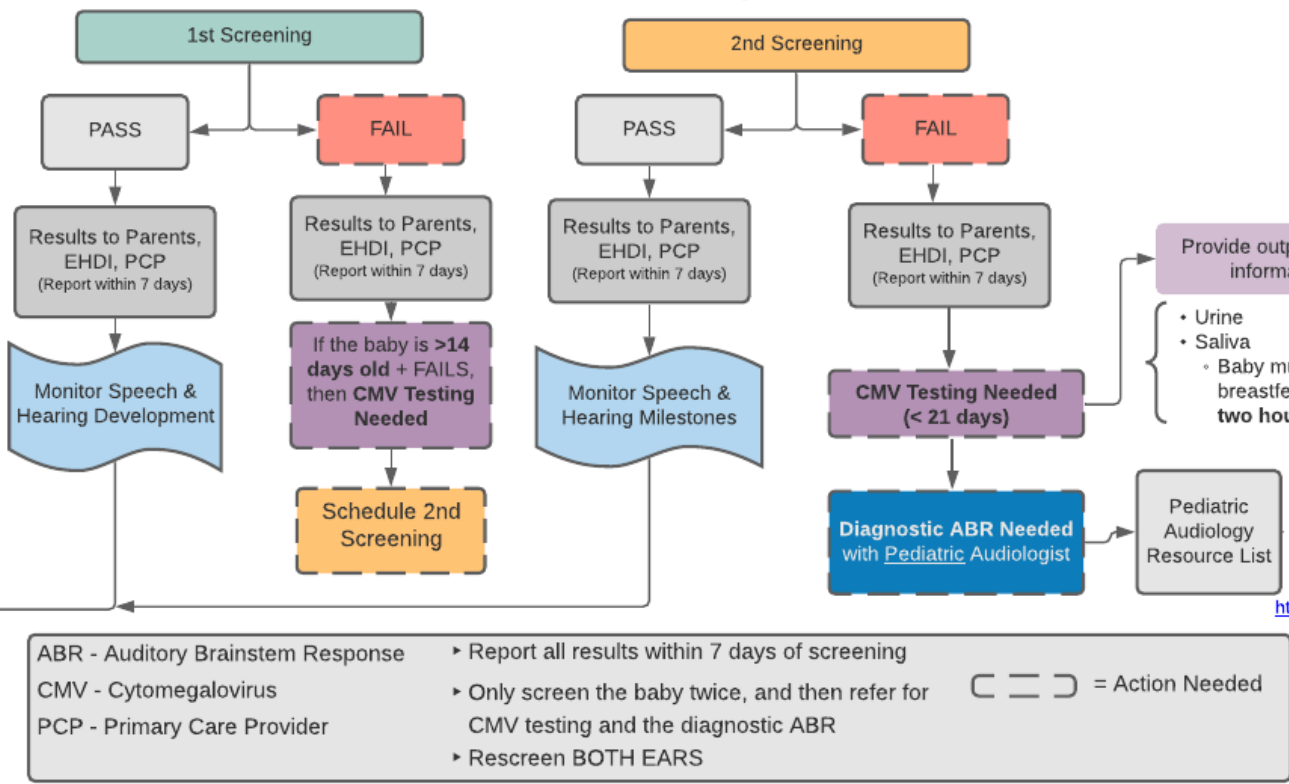 1st Screening
PASS
FAIL
Results to Parents,
EHDI, PCP
(Report within 7 days)
Monitor Speech &
Hearing Development
Results to Parents,
EHDI, PCP
(Report within 7 days)
If the baby is >14
days old + FAILS,
then CMV Testing
Needed
Schedule 2nd
Screening
2nd Screening
PASS
FAIL
Results to Parents,
EHDI, PCP
(Report within 7 days)
Monitor Speech &
Hearing Milestones
Results to Parents,
EHDI, PCP
(Report within 7 days)
CMV Testing Needed
(< 21 days)
Diagnostic ABR Needed
with Pediatric Audiologist
Provide
• Urine
• Saliva
◦ Baby
two
Pediatric
Audiology
Resource List
ABR - Auditory Brainstem Response
CMV - Cytomegalovirus
PCP - Primary Care Provider
‣ Report all results within 7 days of screening
‣ Only screen the baby twice, and then refer for
CMV testing and the diagnostic ABR
‣ Rescreen BOTH EARS
= Action Needed